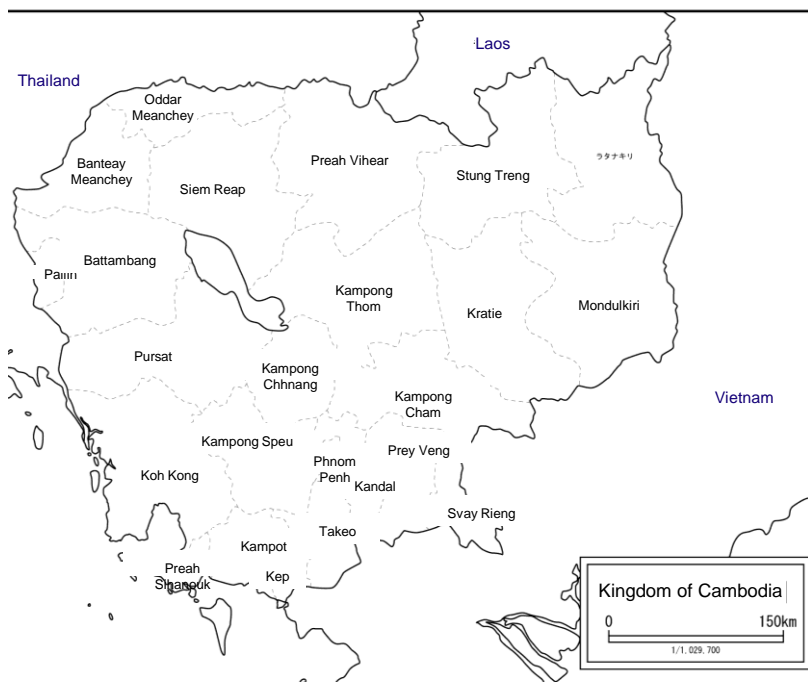 Laos
Thailand
Oddar
Meanchey
Preah Vihear
ラタナキリ
Banteay
Meanchey
Stung Treng
Siem Reap
Battambang
Pailin
Kampong
Thom
Mondulkiri
Kratie
Pursat
Kampong
Chhnang
Kampong
Cham
Vietnam
Kampong Speu
Prey Veng
Phnom
Penh
Koh Kong
Kandal
Svay Rieng
Takeo
Kampot
Preah
Sihanouk
Kep
Kingdom of Cambodia
0 150km
1/1,029,700